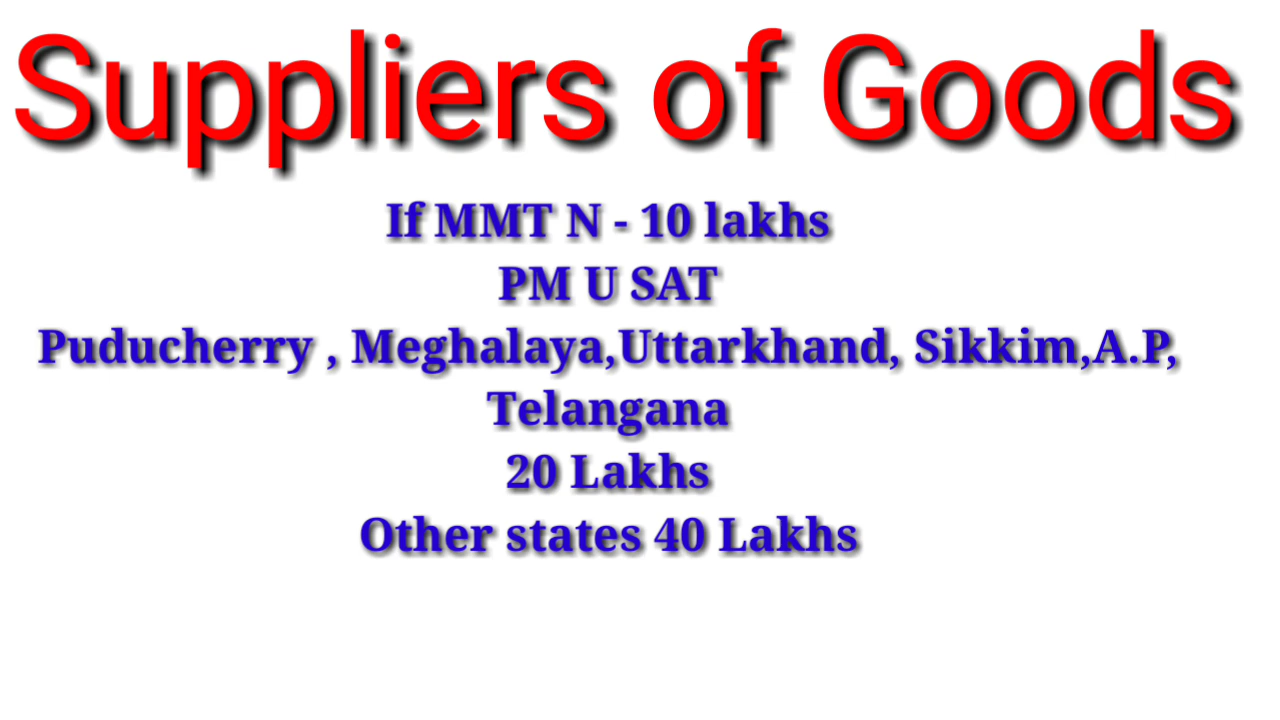 Suppliers of Goods
If MMT N - 10 lakhs
PM U SAT
Puducherry , Meghalaya,Uttarkhand, Sikkim,A.P,
Telangana
20 Lakhs
Other states 40 Lakhs